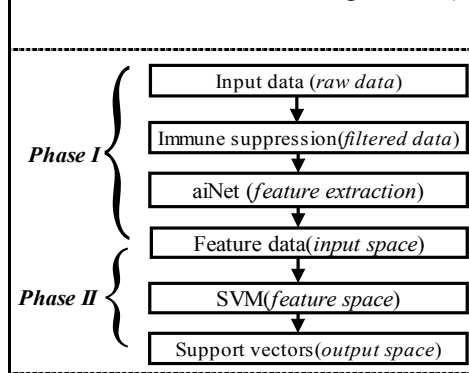 Input data (raw data)
Immune suppression(filtered data)
Phase I
aiNet (feature extraction)
Feature data(input space)
Phase II
SVM(feature space)
Support vectors(output space)